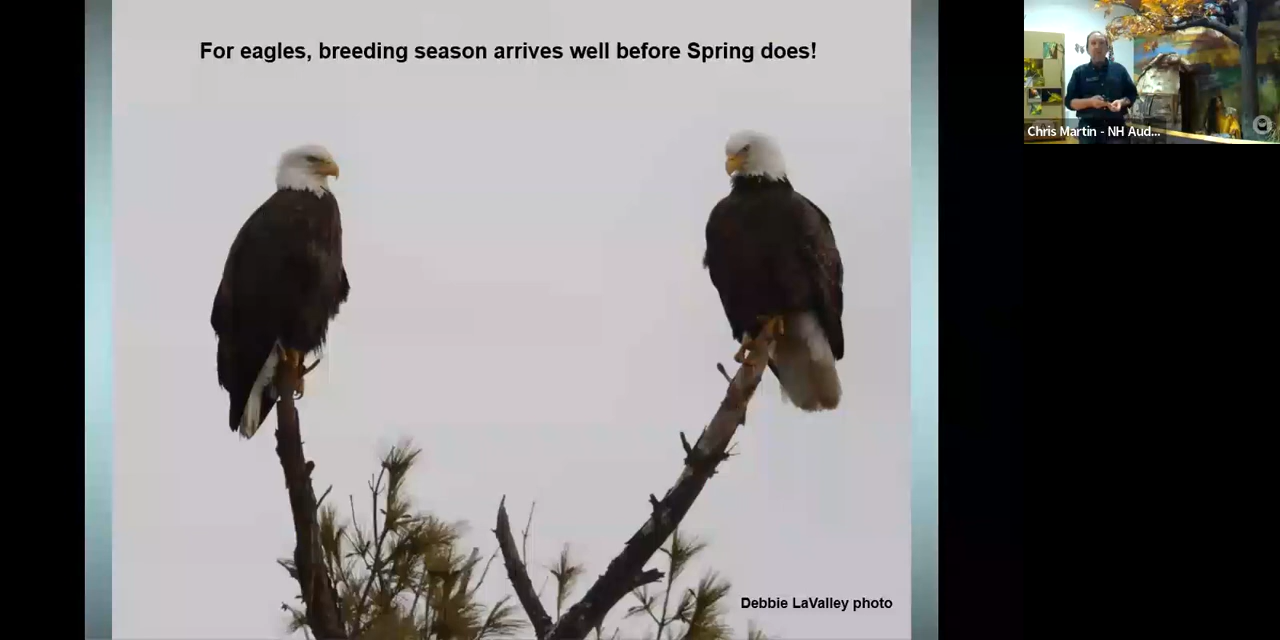 For eagles, breeding season arrives well before Spring does!
Chris Martin - NH Aud...
Debbie LaValley photo